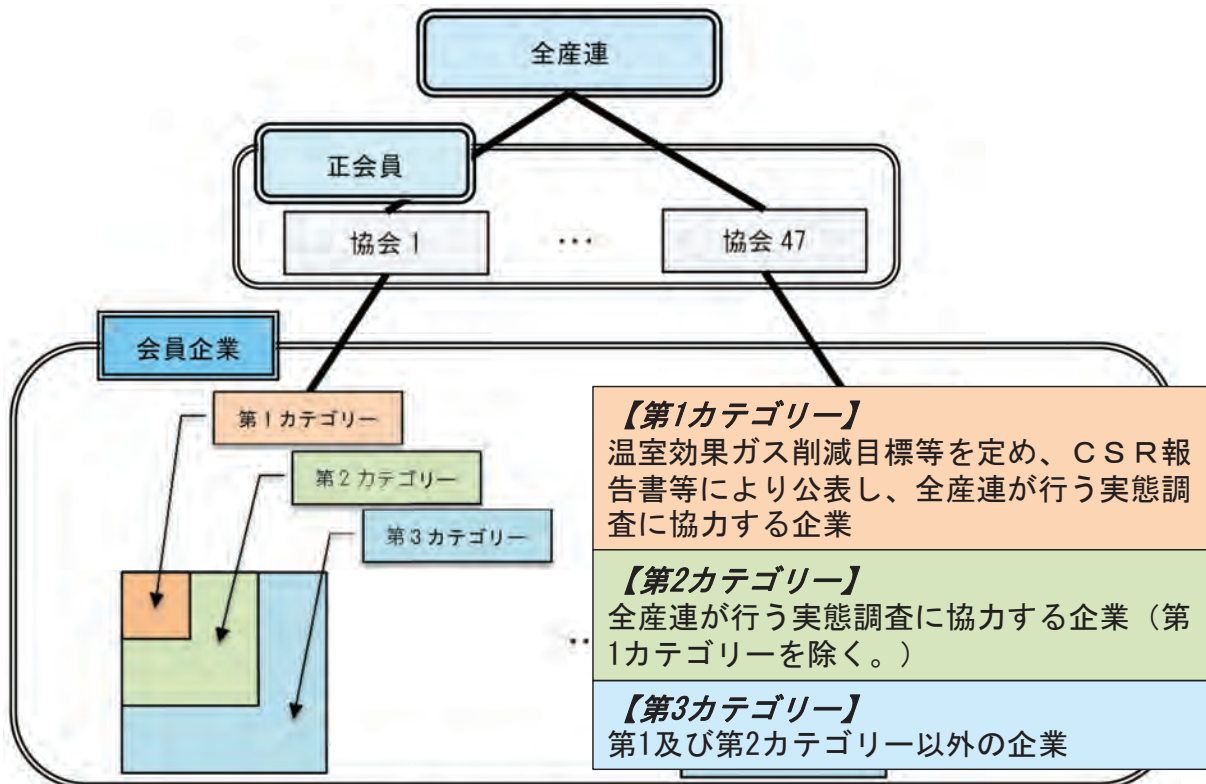 全産連
正会員
協会 1
…
協会 47
会員企業
第１カテゴリー
第２カテゴリー
第３カテゴリー
…
【第1カテゴリー】
温室効果ガス削減目標等を定め、ＣＳＲ報
告書等により公表し、全産連が行う実態調
査に協力する企業
【第2カテゴリー】
全産連が行う実態調査に協力する企業（第
1カテゴリーを除く。）
【第3カテゴリー】
第1及び第2カテゴリー以外の企業